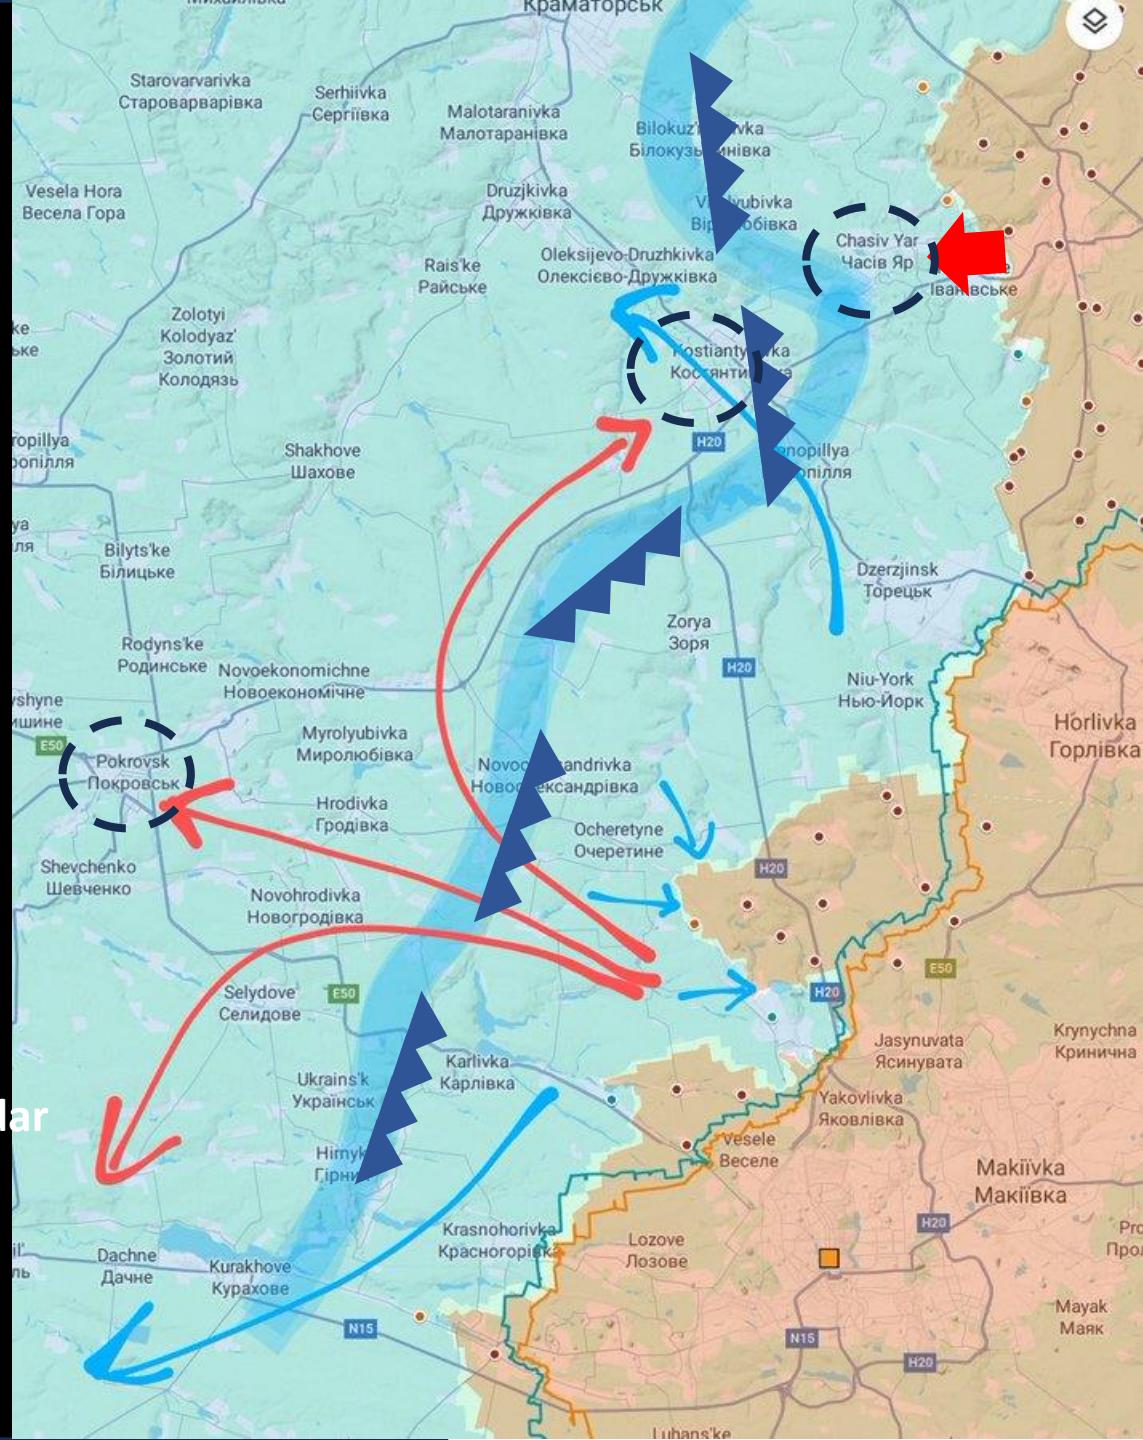 Краматорськ
Starovarvarivka
Староварварівка
Serhiivka
Сергіївка
Malotaranivka
Малотаранівка
Vesela Hora
Весела Гора
Druzjkivka
Дружківка
Chasiv Yar
Часів Яр
Oleksijevo-Druzhkivka
Олексієво-Дружківка
Rais'ke
Райське
Іванівське
Zolotyi
Kolodyaz'
Золотий
Колодязь
H20
Shakhove
Шахове
Bilyts'ke
Білицьке
Dzerzjinsk
Торецьк
Zorya
Зоря
Rodyns'ke
Родинське
Novoekonomichne
Новоекономічне
H20
Niu-York
Нью-Йорк
Horlivka
Горлівка
E50
Myrolyubivka
Миролюбівка
Pokrovsk
Покровськ
Hrodivka
Гродівка
Ocheretyne
Очеретине
H20
Shevchenko
Шевченко
Novohrodivka
Новогродівка
E50
Selydove
Селидове
E50
H20
Jasynuvata
Ясинувата
Krynychna
Кринична
Karlivka
Карлівка
Ukrains'k
Українськ
Yakovlivka
Яковлівка
lar
Vesele
Веселе
Makiïvka
Макіївка
Krasnohorivka
Красногорівка
Lozove
Лозове
H20
Dachne
Дачне
Kurakhove
Курахове
N15
Mayak
Маяк
N15
H20
Luhans'ke